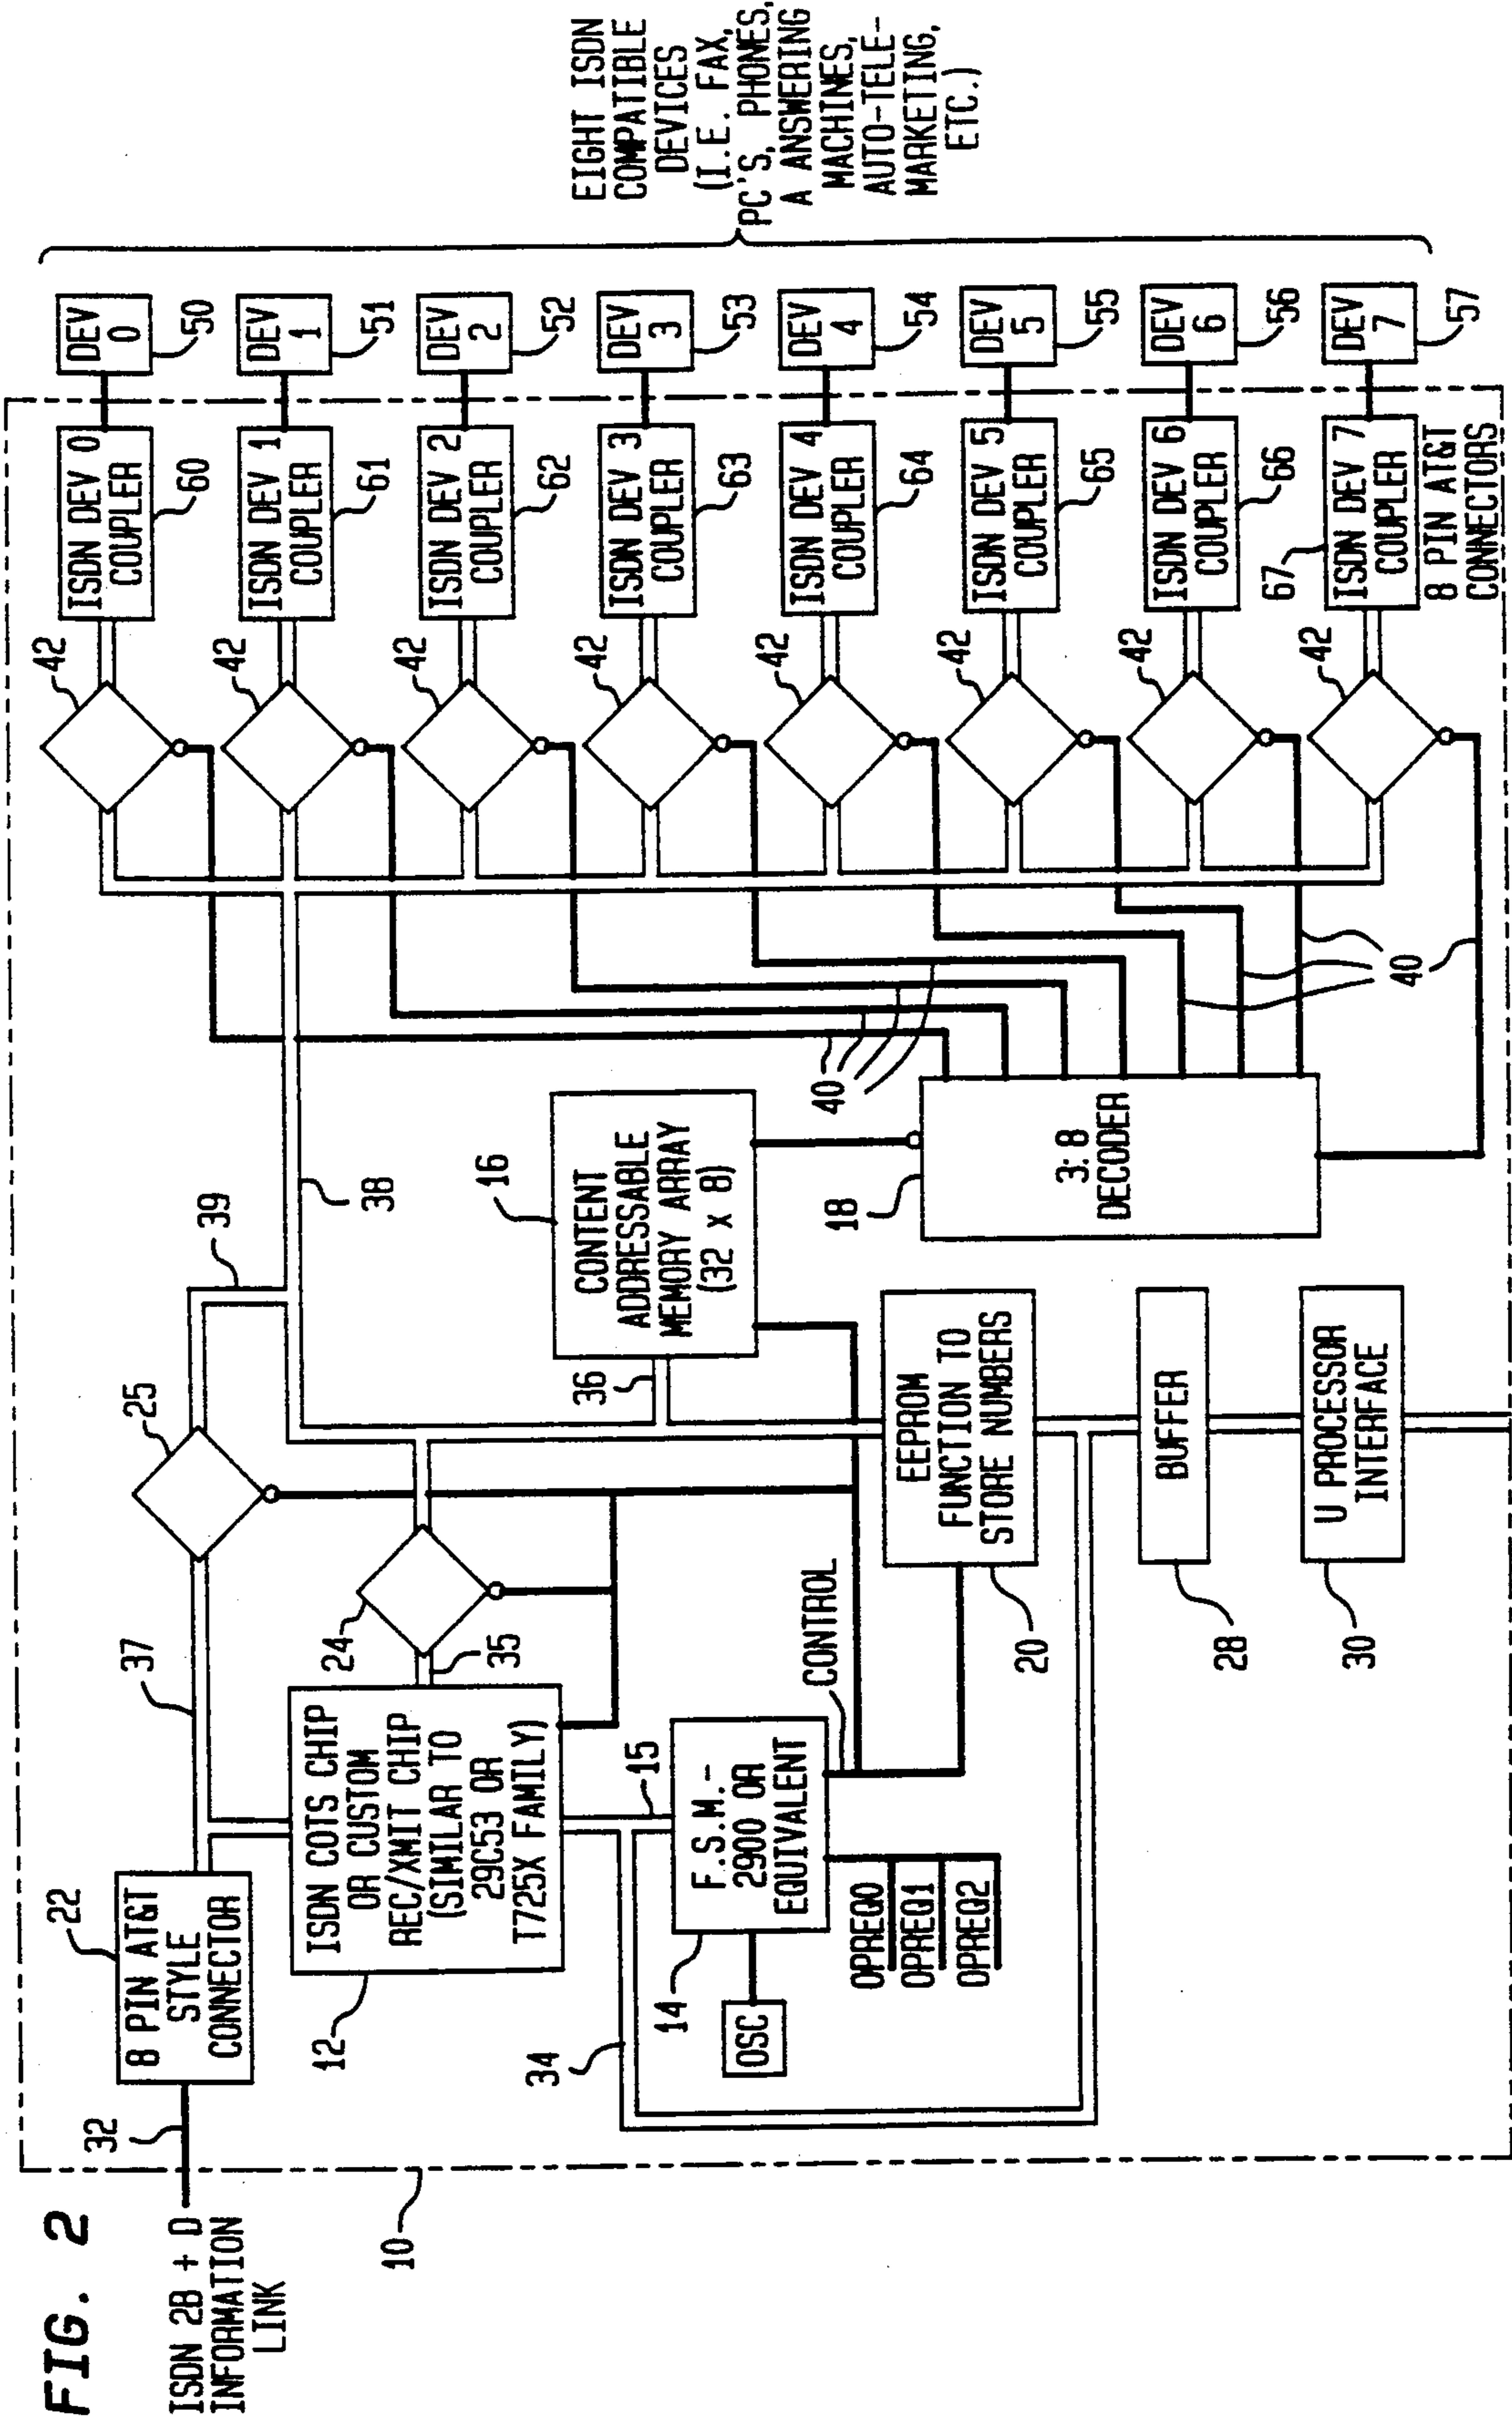 FIG. 2
ISDN 2B + D
INFORMATION
LINK
10
32
22
8 PIN AT&T
STYLE
CONNECTOR
37
25
39
38
12
ISDN COTS CHIP
OR CUSTOM
REC/XMIT CHIP
(SIMILAR TO
29C53 OR
T725X FAMILY)
24
35
34
15
14
F.S.M.-
2900 OR
EQUIVALENT
OSC
OPREQ0
OPREQ1
OPREQ2
CONTROL
36
16
CONTENT
ADDRESSABLE
MEMORY ARRAY
(32 x 8)
20
EEPROM
FUNCTION TO
STORE NUMBERS
28
BUFFER
30
U PROCESSOR
INTERFACE
18
3:8
DECODER
40
40
42
ISDN DEV 0
COUPLER
60
DEV
0
50
42
ISDN DEV 1
COUPLER
61
DEV
1
51
42
ISDN DEV 2
COUPLER
62
DEV
2
52
42
ISDN DEV 3
COUPLER
63
DEV
3
53
42
ISDN DEV 4
COUPLER
64
DEV
4
54
42
ISDN DEV 5
COUPLER
65
DEV
5
55
42
ISDN DEV 6
COUPLER
66
DEV
6
56
42
67
ISDN DEV 7
COUPLER
DEV
7
57
8 PIN AT&T
CONNECTORS
EIGHT ISDN
COMPATIBLE
DEVICES
(I.E. FAX,
PC'S, PHONES,
A ANSWERING
MACHINES,
AUTO-TELE-
MARKETING,
ETC.)